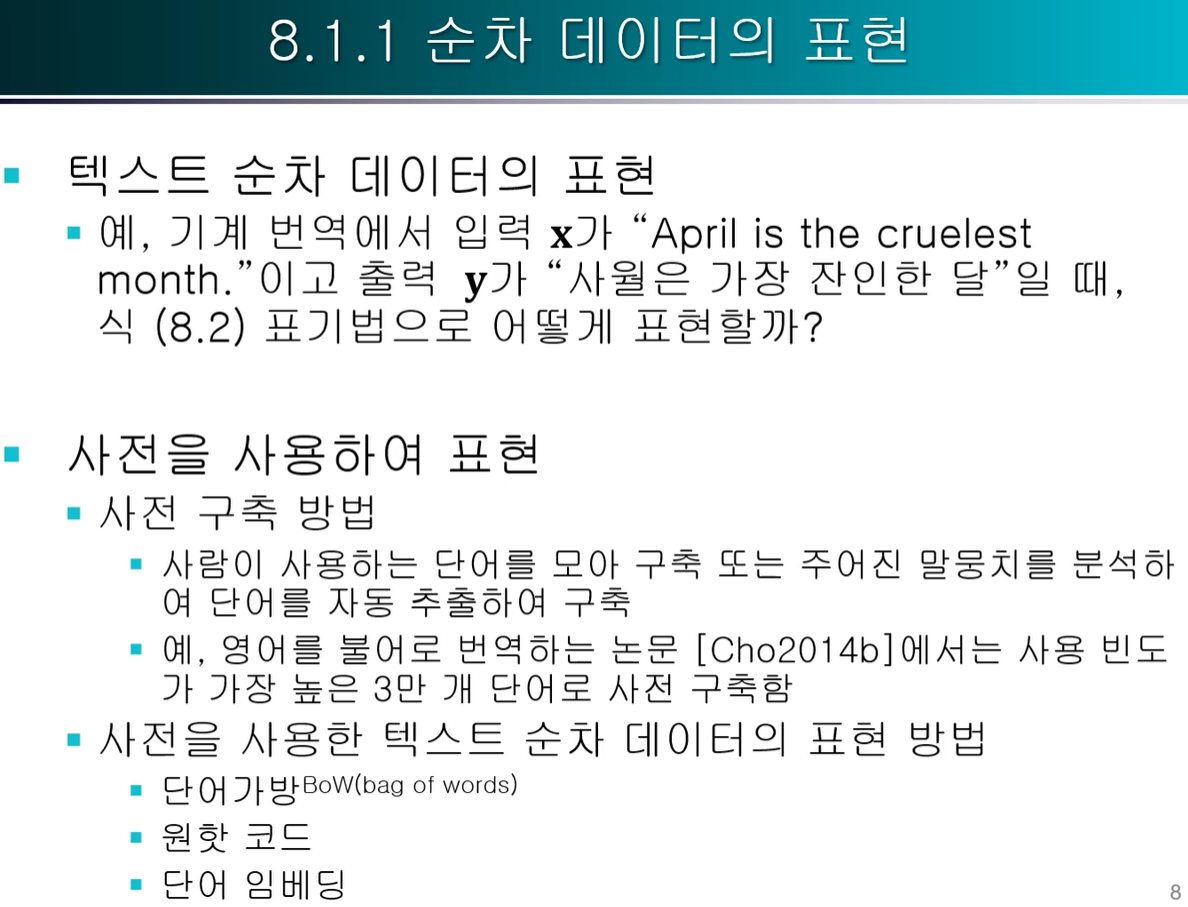 8.1.1 순차 데이터의 표현
텍스트 순차 데이터의 표현
예, 기계 번역에서 입력 x가 “April is the cruelest
month.”이고 출력 y가 “사월은 가장 잔인한 달”일 때,
식 (8.2) 표기법으로 어떻게 표현할까?
사전을 사용하여 표현
사전 구축 방법
사람이 사용하는 단어를 모아 구축 또는 주어진 말뭉치를 분석하
여 단어를 자동 추출하여 구축
예, 영어를 불어로 번역하는 논문 [Cho2014b]에서는 사용 빈도
가 가장 높은 3만 개 단어로 사전 구축함
사전을 사용한 텍스트 순차 데이터의 표현 방법
단어가방BoW(bag of words)
원핫 코드
단어 임베딩
8